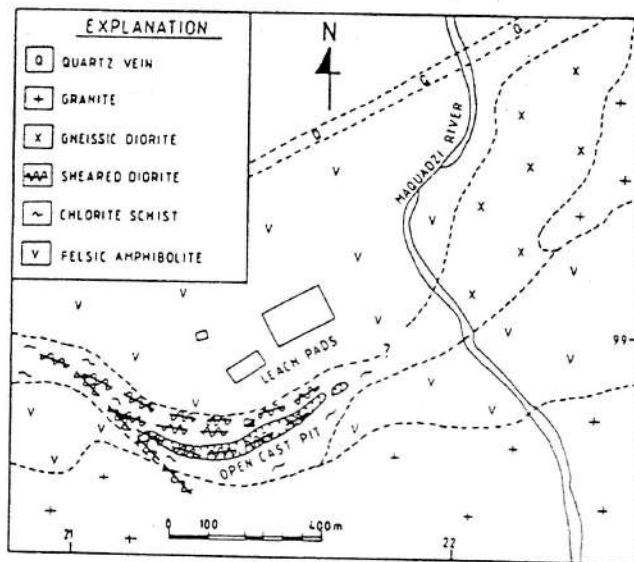 EXPLANATION
Q QUARTZ VEIN
+ GRANITE
x GNEISSIC DIORITE
SHEARED DIORITE
~ CHLORITE SCHIST
v FELSIC AMPHIBOLITE
N
MAQUADZI RIVER
Q
Q
Q
LEACH PADS
?
OPEN CAST PIT
99
0 100 400m
21
22